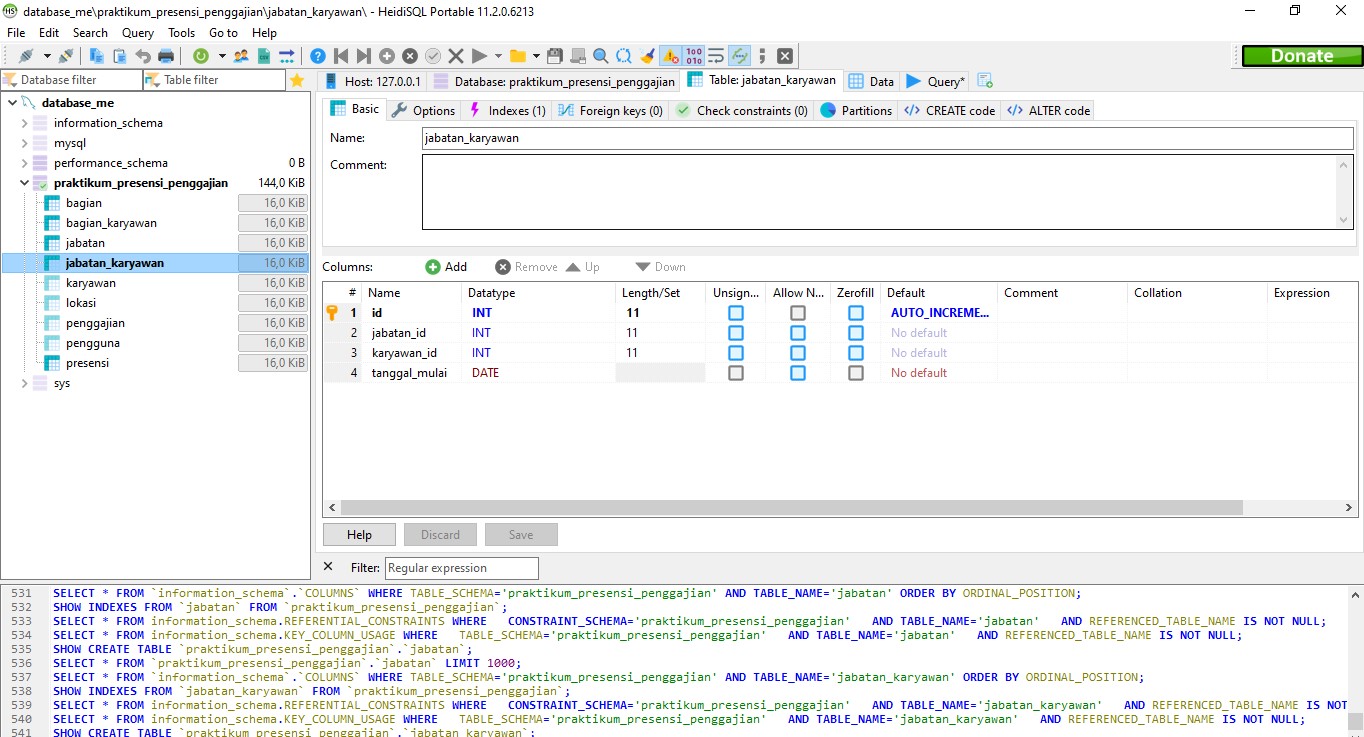 database_me\praktikum_presensi_penggajian\jabatan_karyawan\ - HeidiSQL Portable 11.2.0.6213
File Edit Search Query Tools Go to Help
Donate
Database filter Table filter
Host: 127.0.0.1 Database: praktikum_presensi_penggajian Table: jabatan_karyawan Data Query*
database_me
information_schema
mysql
performance_schema 0 B
praktikum_presensi_penggajian 144,0 KiB
bagian 16,0 KiB
bagian_karyawan 16,0 KiB
jabatan 16,0 KiB
jabatan_karyawan 16,0 KiB
karyawan 16,0 KiB
lokasi 16,0 KiB
penggajian 16,0 KiB
pengguna 16,0 KiB
presensi 16,0 KiB
sys
Basic Options Indexes (1) Foreign keys (0) Check constraints (0) Partitions CREATE code ALTER code
Name: jabatan_karyawan
Comment:
Columns: Add Remove Up Down
# Name Datatype Length/Set Unsign... Allow N... Zerofill Default Comment Collation Expression
1 id INT 11 AUTO_INCREME...
2 jabatan_id INT 11 No default
3 karyawan_id INT 11 No default
4 tanggal_mulai DATE No default
Help Discard Save
Filter: Regular expression
531 SELECT * FROM `information_schema`.`COLUMNS` WHERE TABLE_SCHEMA='praktikum_presensi_penggajian' AND TABLE_NAME='jabatan' ORDER BY ORDINAL_POSITION;
532 SHOW INDEXES FROM `jabatan` FROM `praktikum_presensi_penggajian`;
533 SELECT * FROM information_schema.REFERENTIAL_CONSTRAINTS WHERE CONSTRAINT_SCHEMA='praktikum_presensi_penggajian' AND TABLE_NAME='jabatan' AND REFERENCED_TABLE_NAME IS NOT NULL;
534 SELECT * FROM information_schema.KEY_COLUMN_USAGE WHERE TABLE_SCHEMA='praktikum_presensi_penggajian' AND TABLE_NAME='jabatan' AND REFERENCED_TABLE_NAME IS NOT NULL;
535 SHOW CREATE TABLE `praktikum_presensi_penggajian`.`jabatan`;
536 SELECT * FROM `praktikum_presensi_penggajian`.`jabatan` LIMIT 1000;
537 SELECT * FROM `information_schema`.`COLUMNS` WHERE TABLE_SCHEMA='praktikum_presensi_penggajian' AND TABLE_NAME='jabatan_karyawan' ORDER BY ORDINAL_POSITION;
538 SHOW INDEXES FROM `jabatan_karyawan` FROM `praktikum_presensi_penggajian`;
539 SELECT * FROM information_schema.REFERENTIAL_CONSTRAINTS WHERE CONSTRAINT_SCHEMA='praktikum_presensi_penggajian' AND TABLE_NAME='jabatan_karyawan' AND REFERENCED_TABLE_NAME IS NOT
540 SELECT * FROM information_schema.KEY_COLUMN_USAGE WHERE TABLE_SCHEMA='praktikum_presensi_penggajian' AND TABLE_NAME='jabatan_karyawan' AND REFERENCED_TABLE_NAME IS NOT NULL;
541 SHOW CREATE TABLE `praktikum_presensi_penggajian`.`jabatan_karyawan`;